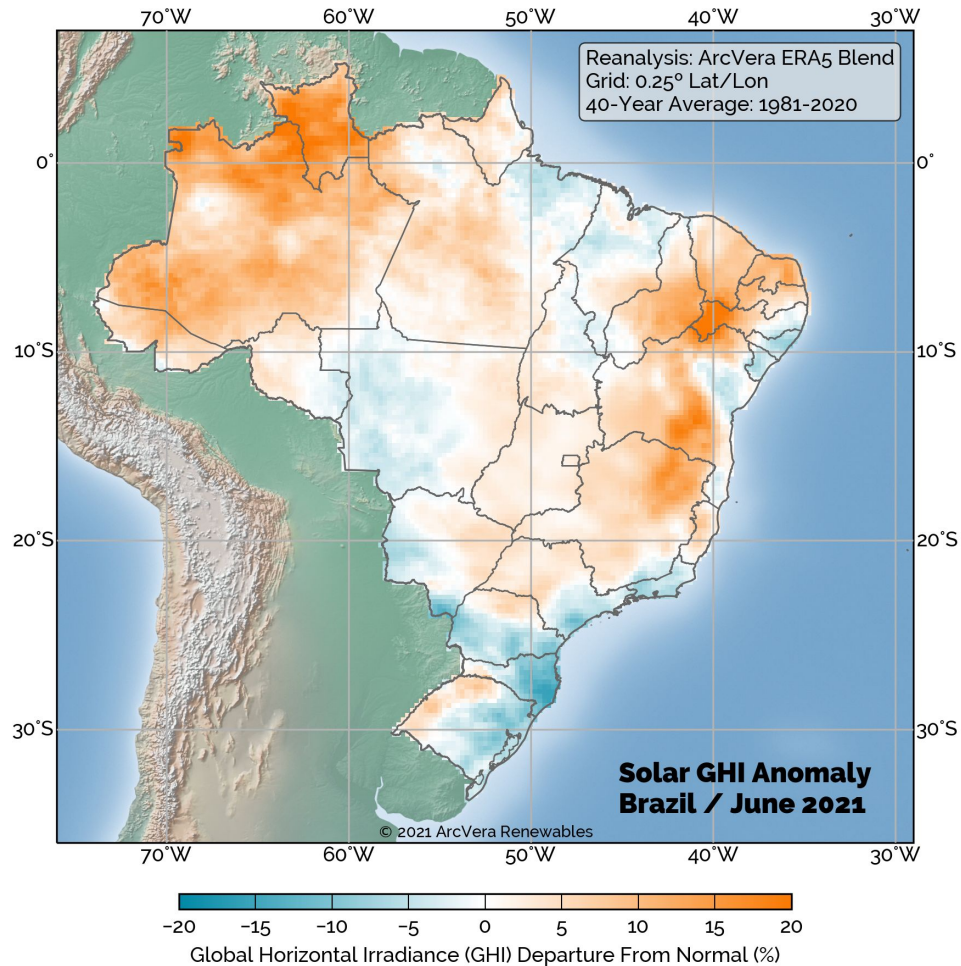 70°W 60°W 50°W 40°W 30°W
Reanalysis: ArcVera ERA5 Blend
Grid: 0.25º Lat/Lon
40-Year Average: 1981-2020
0° 0°
10°S 10°S
20°S 20°S
30°S 30°S
Solar GHI Anomaly
Brazil / June 2021
© 2021 ArcVera Renewables
70°W 60°W 50°W 40°W 30°W
−20 −15 −10 −5 0 5 10 15 20
Global Horizontal Irradiance (GHI) Departure From Normal (%)